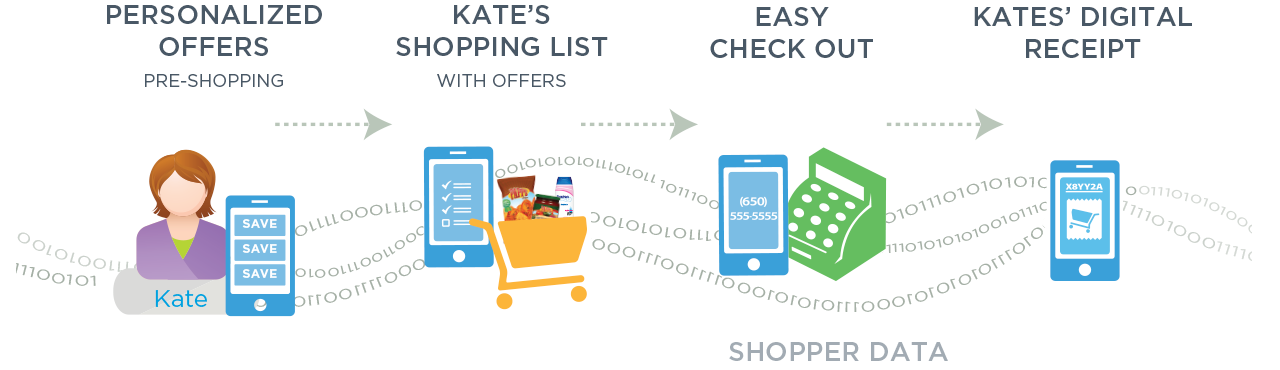 PERSONALIZED
OFFERS
PRE-SHOPPING
KATE’S
SHOPPING LIST
WITH OFFERS
EASY
CHECK OUT
KATES’ DIGITAL
RECEIPT
SAVE
SAVE
SAVE
Kate
(650)
555-5555
X8YY2A
SHOPPER DATA